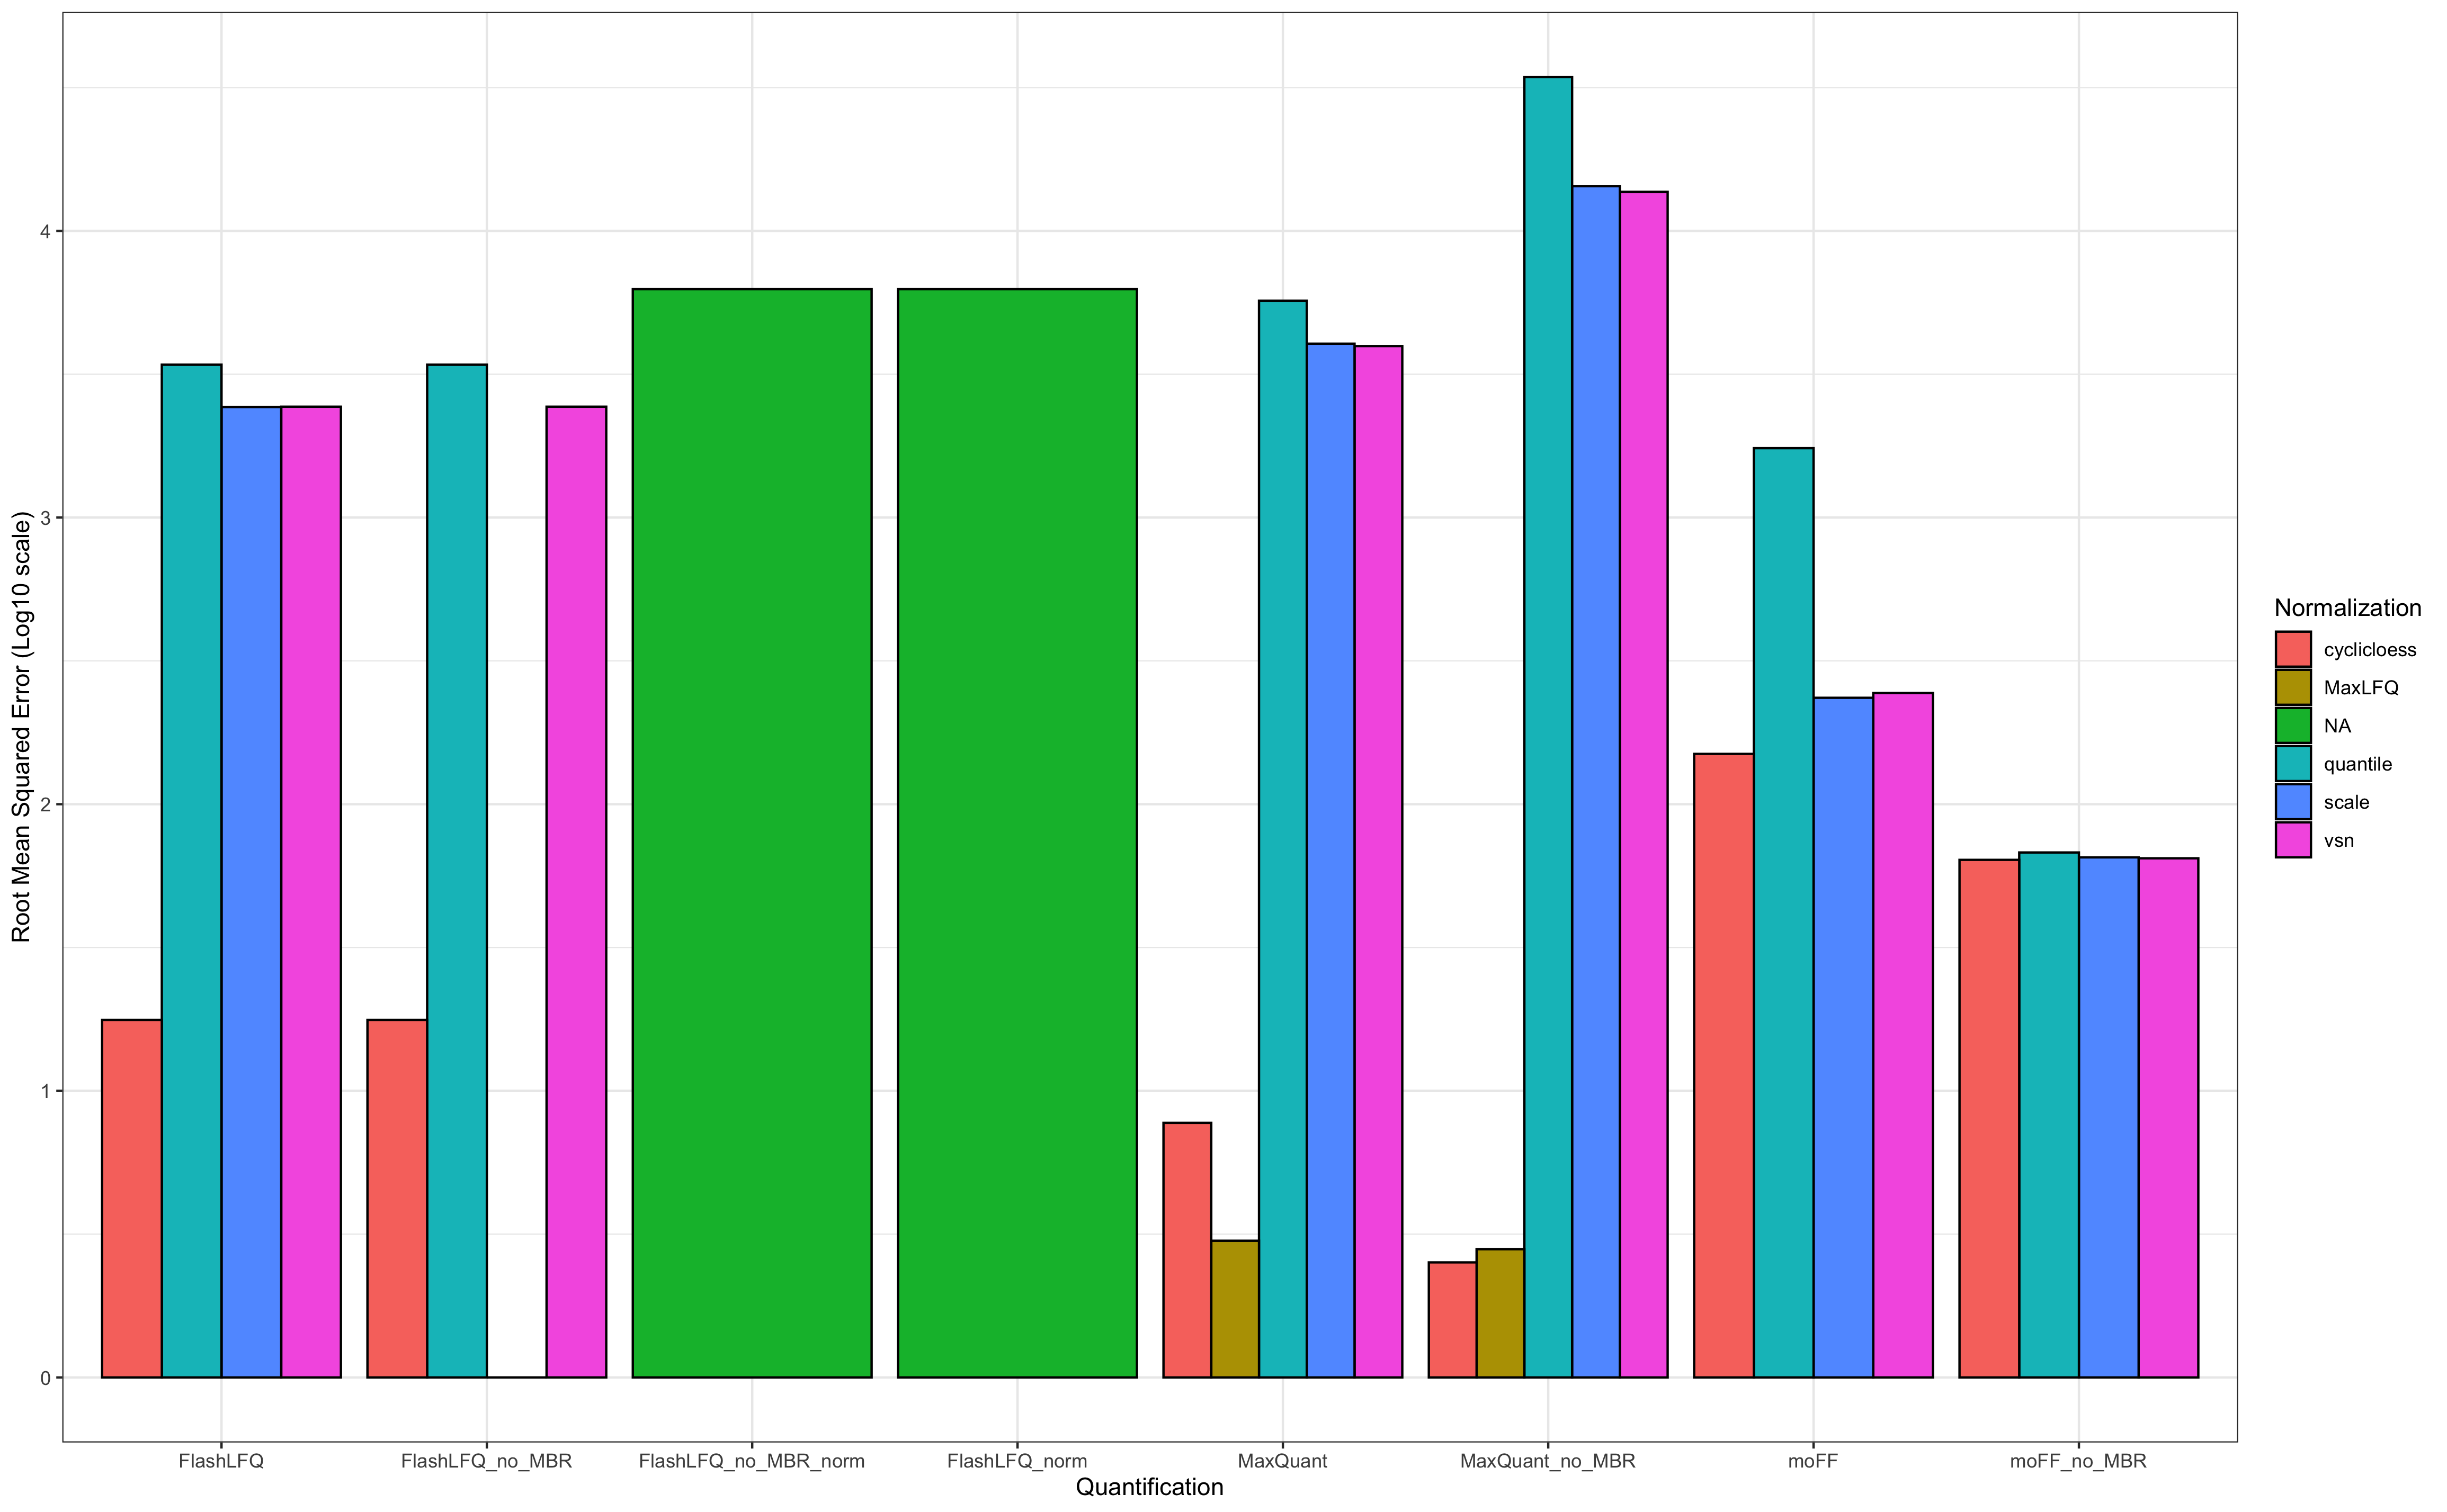 Root Mean Squared Error (Log10 scale)
4
3
2
1
0
FlashLFQ
FlashLFQ_no_MBR
FlashLFQ_no_MBR_norm
FlashLFQ_norm
MaxQuant
MaxQuant_no_MBR
moFF
moFF_no_MBR
Quantification
Normalization
cyclicloess
MaxLFQ
NA
quantile
scale
vsn